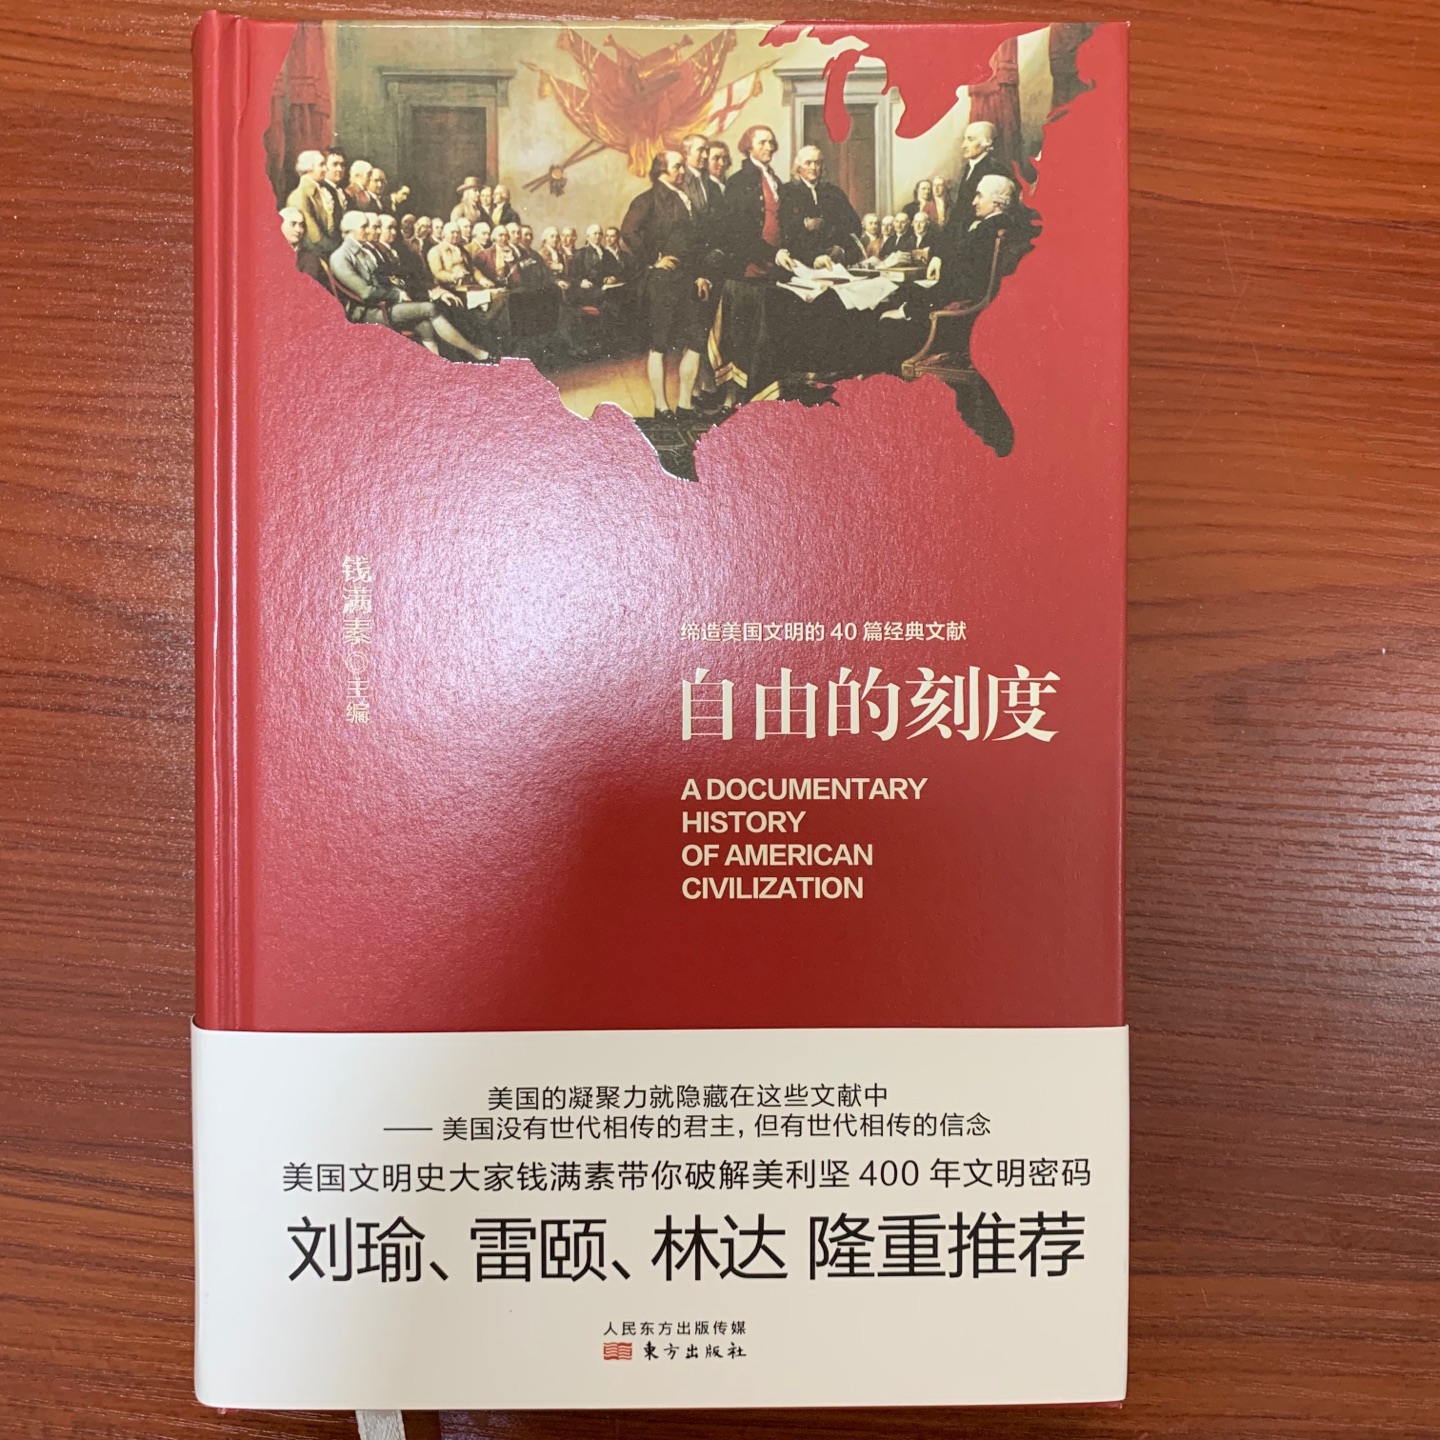 钱满素◎主编
缔造美国文明的 40 篇经典文献
自由的刻度
A DOCUMENTARY
HISTORY
OF AMERICAN
CIVILIZATION
美国的凝聚力就隐藏在这些文献中
—— 美国没有世代相传的君主，但有世代相传的信念
美国文明史大家钱满素带你破解美利坚 400 年文明密码
刘瑜、雷颐、林达 隆重推荐
人民东方出版传媒
東方出版社